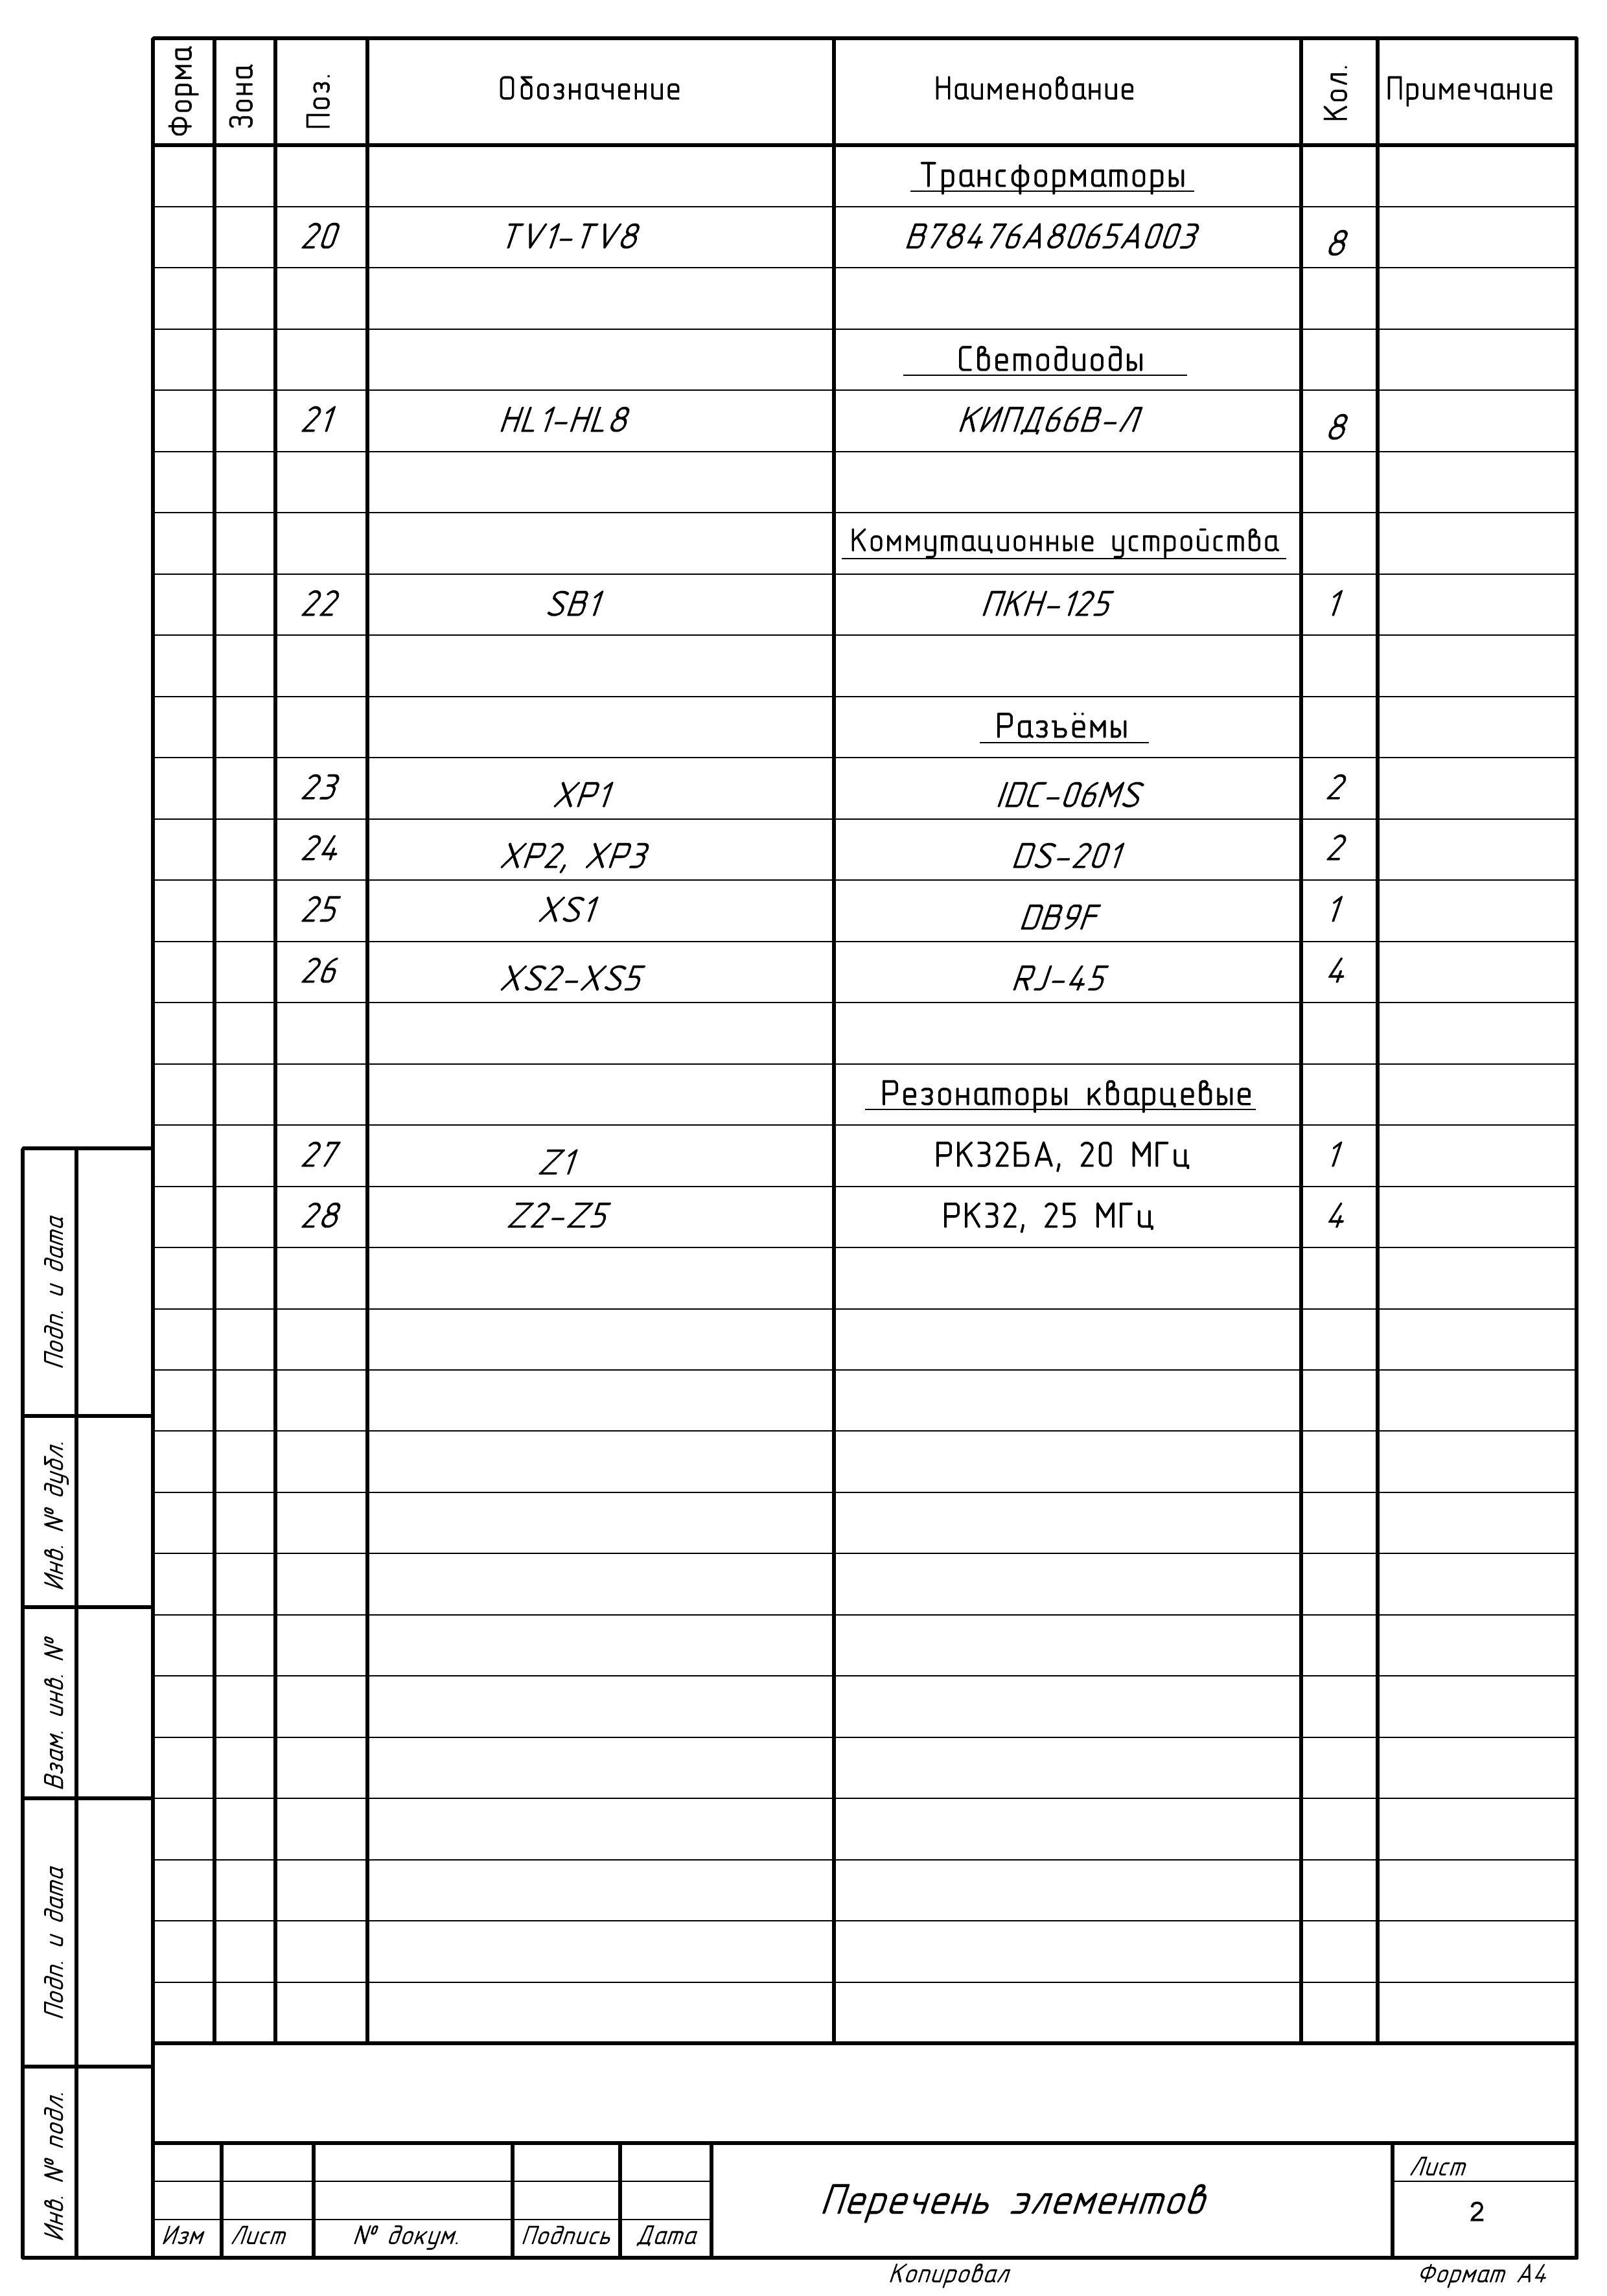 Форма Зона Поз. Обозначение Наименование Кол. Примечание
Трансформаторы
20 TV1-TV8 B78476A8065A003 8
Светодиоды
21 HL1-HL8 КИПД66В-Л 8
Коммутационные устройства
22 SB1 ПКН-125 1
Разъёмы
23 XP1 IDC-06MS 2
24 XP2, XP3 DS-201 2
25 XS1 DB9F 1
26 XS2-XS5 RJ-45 4
Резонаторы кварцевые
27 Z1 РК32БА, 20 МГц 1
28 Z2-Z5 РК32, 25 МГц 4
Подп. и дата
Инв. № дубл.
Взам. инв. №
Подп. и дата
Инв. № подл.
Изм Лист № докум. Подпись Дата
Перечень элементов
Лист
2
Копировал Формат А4